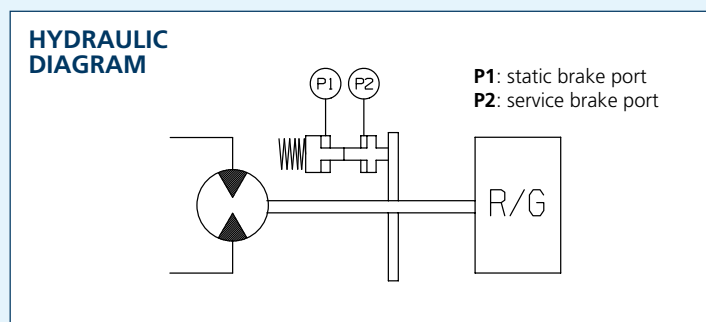 HYDRAULIC
DIAGRAM
P1 P2
P1: static brake port
P2: service brake port
R/G